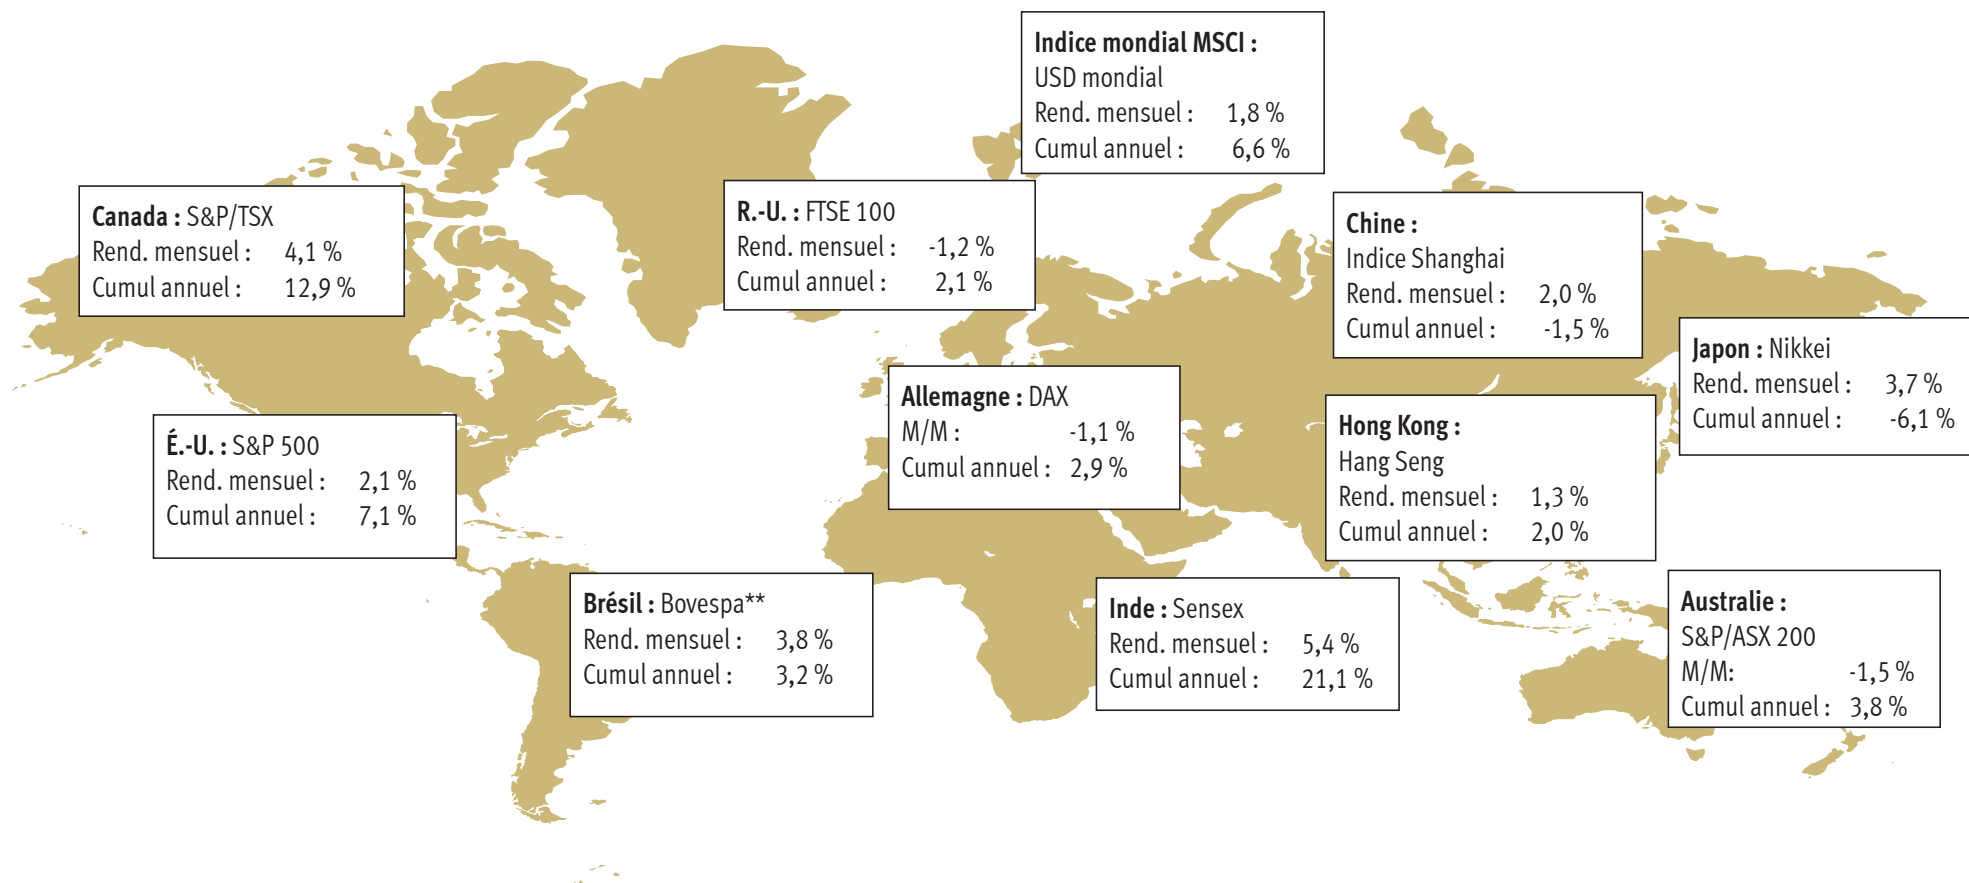 Indice mondial MSCI :
USD mondial
Rend. mensuel : 1,8 %
Cumul annuel : 6,6 %
Canada : S&P/TSX
Rend. mensuel : 4,1 %
Cumul annuel : 12,9 %
R.-U. : FTSE 100
Rend. mensuel : -1,2 %
Cumul annuel : 2,1 %
Chine :
Indice Shanghai
Rend. mensuel : 2,0 %
Cumul annuel : -1,5 %
Japon : Nikkei
Rend. mensuel : 3,7 %
Cumul annuel : -6,1 %
Allemagne : DAX
M/M : -1,1 %
Cumul annuel : 2,9 %
É.-U. : S&P 500
Rend. mensuel : 2,1 %
Cumul annuel : 7,1 %
Hong Kong :
Hang Seng
Rend. mensuel : 1,3 %
Cumul annuel : 2,0 %
Brésil : Bovespa**
Rend. mensuel : 3,8 %
Cumul annuel : 3,2 %
Inde : Sensex
Rend. mensuel : 5,4 %
Cumul annuel : 21,1 %
Australie :
S&P/ASX 200
M/M: -1,5 %
Cumul annuel : 3,8 %